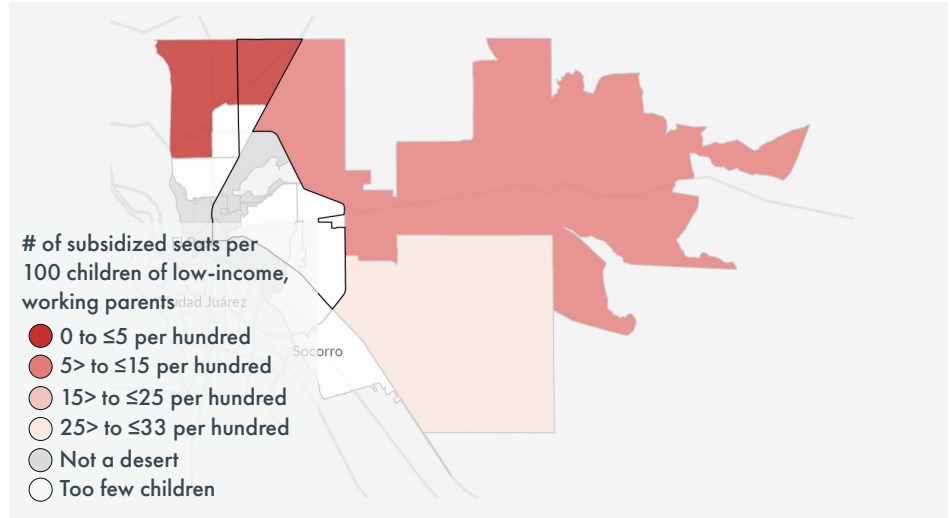 # of subsidized seats per
100 children of low-income,
working parents
0 to ≤5 per hundred
5> to ≤15 per hundred
15> to ≤25 per hundred
25> to ≤33 per hundred
Not a desert
Too few children
Juárez
Socorro